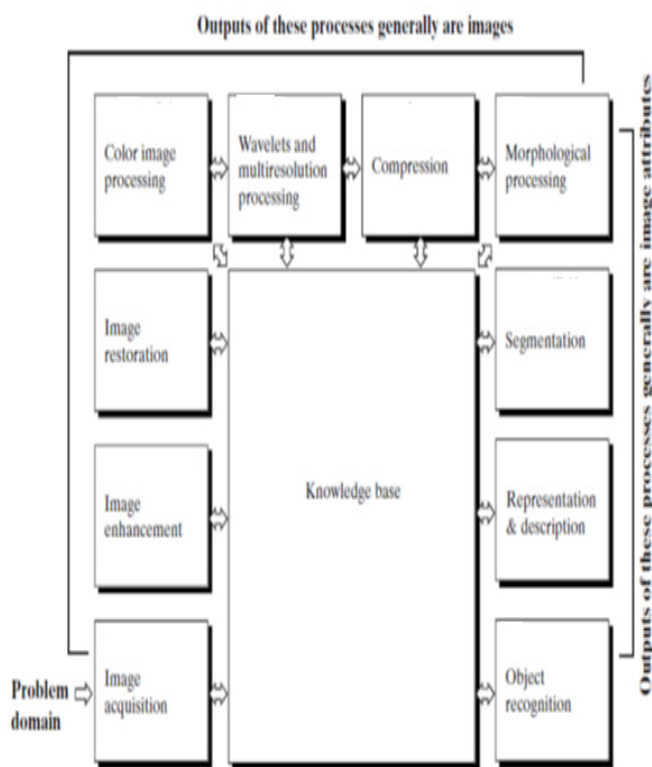 Outputs of these processes generally are images
Color image
processing
Wavelets and
multiresolution
processing
Compression
Morphological
processing
Image
restoration
Segmentation
Image
enhancement
Knowledge base
Representation
& description
Problem
domain
Image
acquisition
Object
recognition
Outputs of these processes generally are image attributes